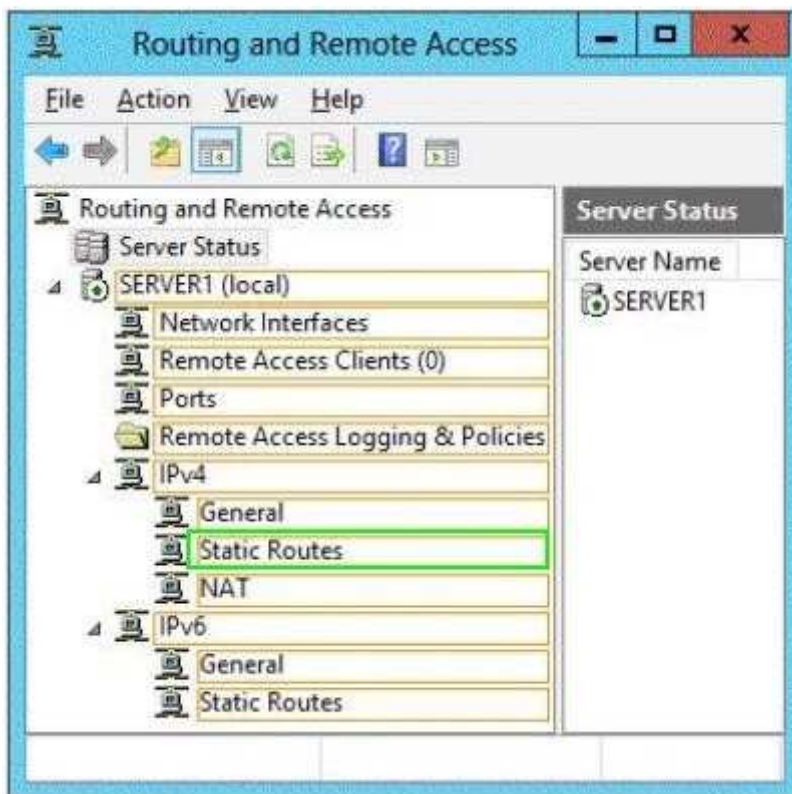 Routing and Remote Access
File Action View Help
Routing and Remote Access
Server Status
SERVER1 (local)
Network Interfaces
Remote Access Clients (0)
Ports
Remote Access Logging & Policies
IPv4
General
Static Routes
NAT
IPv6
General
Static Routes
Server Status
Server Name
SERVER1